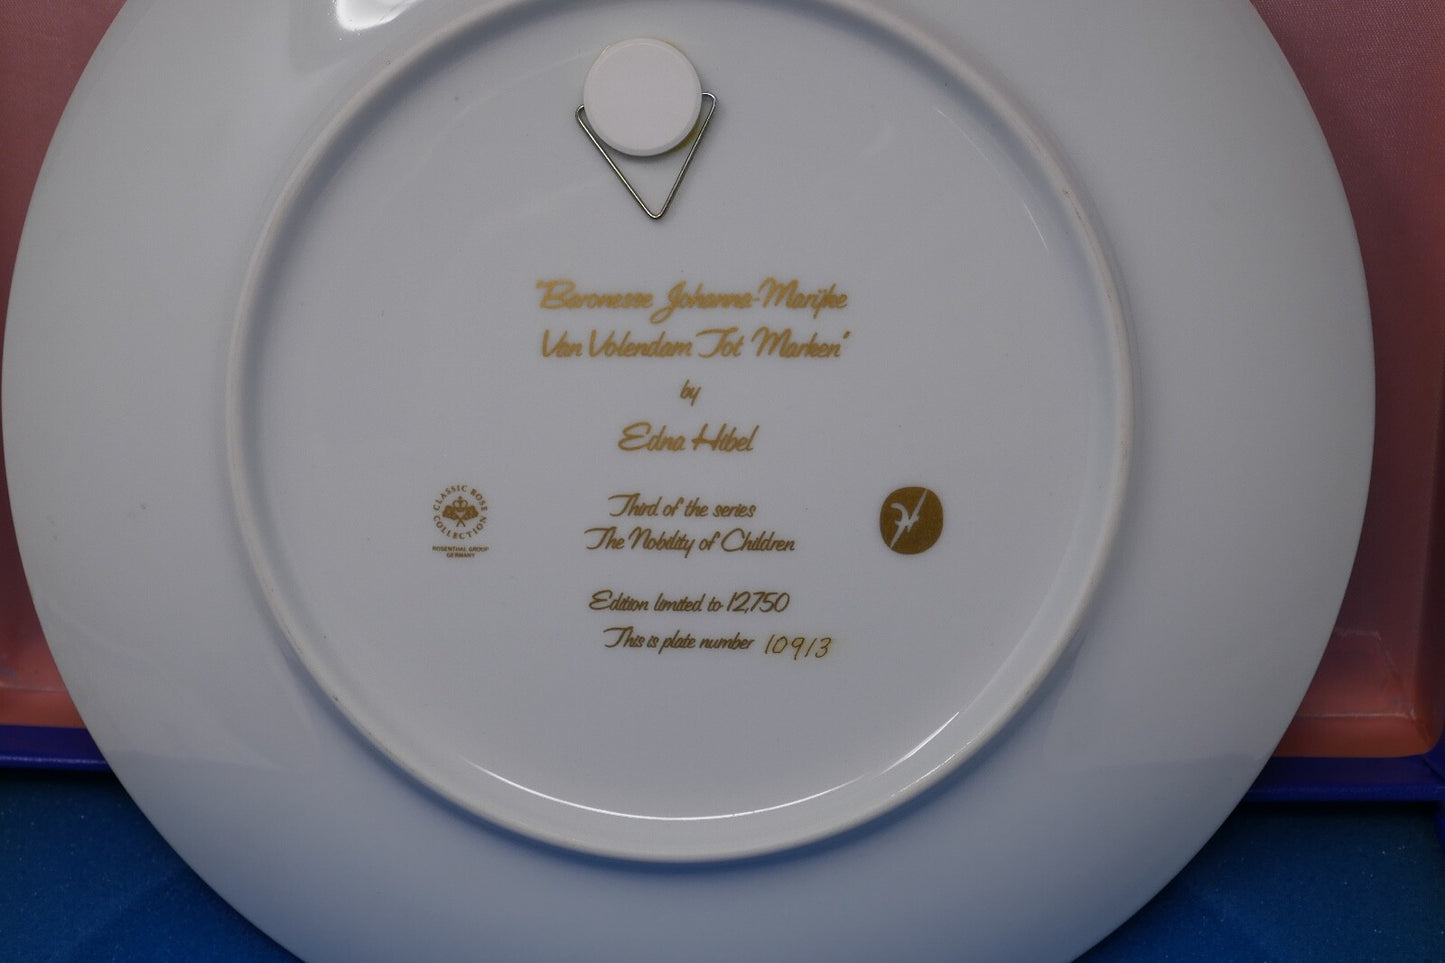 "Baronesse Johanna-Marijke
Van Volendam Tot Marken"
by
Edna Hibel
CLASSIC ROSE
COLLECTION
ROSENTHAL GROUP
GERMANY
Third of the series
The Nobility of Children
Edition limited to 12,750
This is plate number 10913